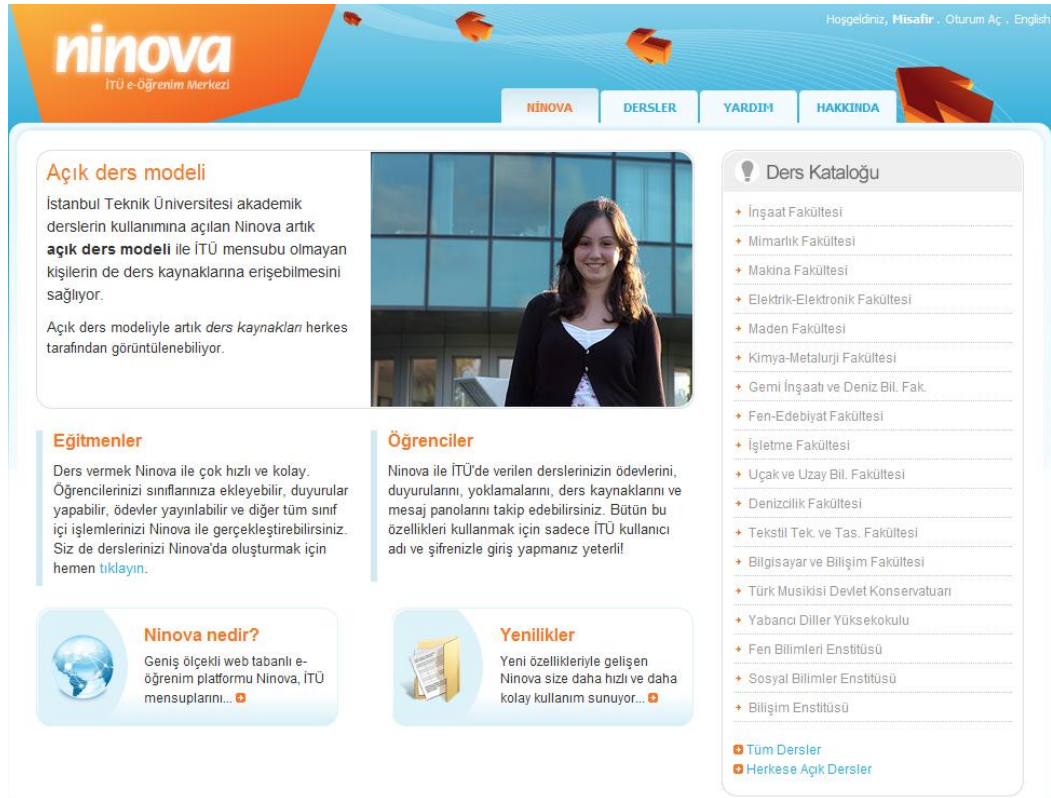 ninova
İTÜ e-Öğrenim Merkezi
Hoşgeldiniz, Misafir . Oturum Aç . English
NİNOVA
DERSLER
YARDIM
HAKKINDA
Açık ders modeli
İstanbul Teknik Üniversitesi akademik
derslerin kullanımına açılan Ninova artık
açık ders modeli ile İTÜ mensubu olmayan
kişilerin de ders kaynaklarına erişebilmesini
sağlıyor.
Açık ders modeliyle artık ders kaynakları herkes
tarafından görüntülenebiliyor.
Eğitmenler
Ders vermek Ninova ile çok hızlı ve kolay.
Öğrencilerinizi sınıflarınıza ekleyebilir, duyurular
yapabilir, ödevler yayınlabilir ve diğer tüm sınıf
içi işlemlerinizi Ninova ile gerçekleştirebilirsiniz.
Siz de derslerinizi Ninova'da oluşturmak için
hemen tıklayın.
Öğrenciler
Ninova ile İTÜ'de verilen derslerinizin ödevlerini,
duyurularını, yoklamalarını, ders kaynaklarını ve
mesaj panolarını takip edebilirsiniz. Bütün bu
özellikleri kullanmak için sadece İTÜ kullanıcı
adı ve şifrenizle giriş yapmanız yeterli!
Ninova nedir?
Geniş ölçekli web tabanlı e-
öğrenim platformu Ninova, İTÜ
mensuplarını...
Yenilikler
Yeni özellikleriyle gelişen
Ninova size daha hızlı ve daha
kolay kullanım sunuyor...
Ders Kataloğu
İnşaat Fakültesi
Mimarlık Fakültesi
Makina Fakültesi
Elektrik-Elektronik Fakültesi
Maden Fakültesi
Kimya-Metalurji Fakültesi
Gemi İnşaatı ve Deniz Bil. Fak.
Fen-Edebiyat Fakültesi
İşletme Fakültesi
Uçak ve Uzay Bil. Fakültesi
Denizcilik Fakültesi
Tekstil Tek. ve Tas. Fakültesi
Bilgisayar ve Bilişim Fakültesi
Türk Musikisi Devlet Konservatuarı
Yabancı Diller Yüksekokulu
Fen Bilimleri Enstitüsü
Sosyal Bilimler Enstitüsü
Bilişim Enstitüsü
Tüm Dersler
Herkese Açık Dersler